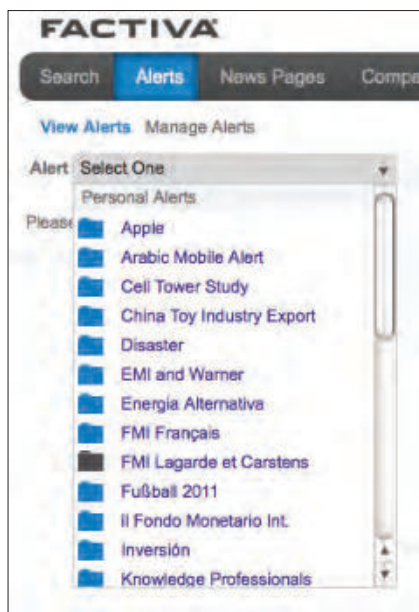 FACTIVA
Search Alerts News Pages Compe
View Alerts Manage Alerts
Alert Select One
Personal Alerts
Please
Apple
Arabic Mobile Alert
Cell Tower Study
China Toy Industry Export
Disaster
EMI and Warner
Energia Alternativa
FMI Français
FMI Lagarde et Carstens
Fußball 2011
Il Fondo Monetario Int.
Inversión
Knowledge Professionals